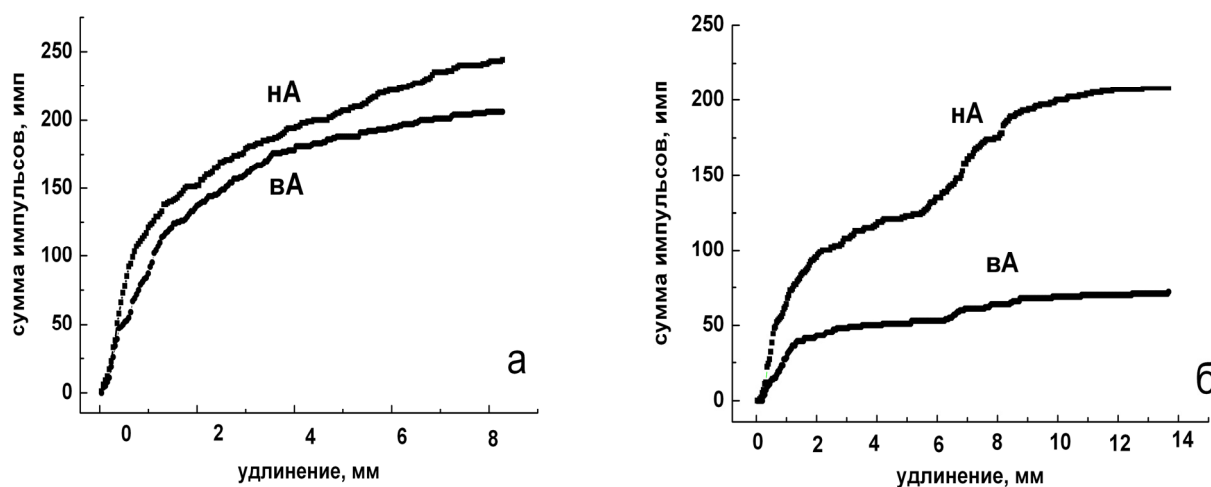 сумма импульсов, имп
250
200
150
100
50
0
нА
вА
а
0 2 4 6 8
удлинение, мм
сумма импульсов, имп
250
200
150
100
50
0
нА
вА
б
0 2 4 6 8 10 12 14
удлинение, мм